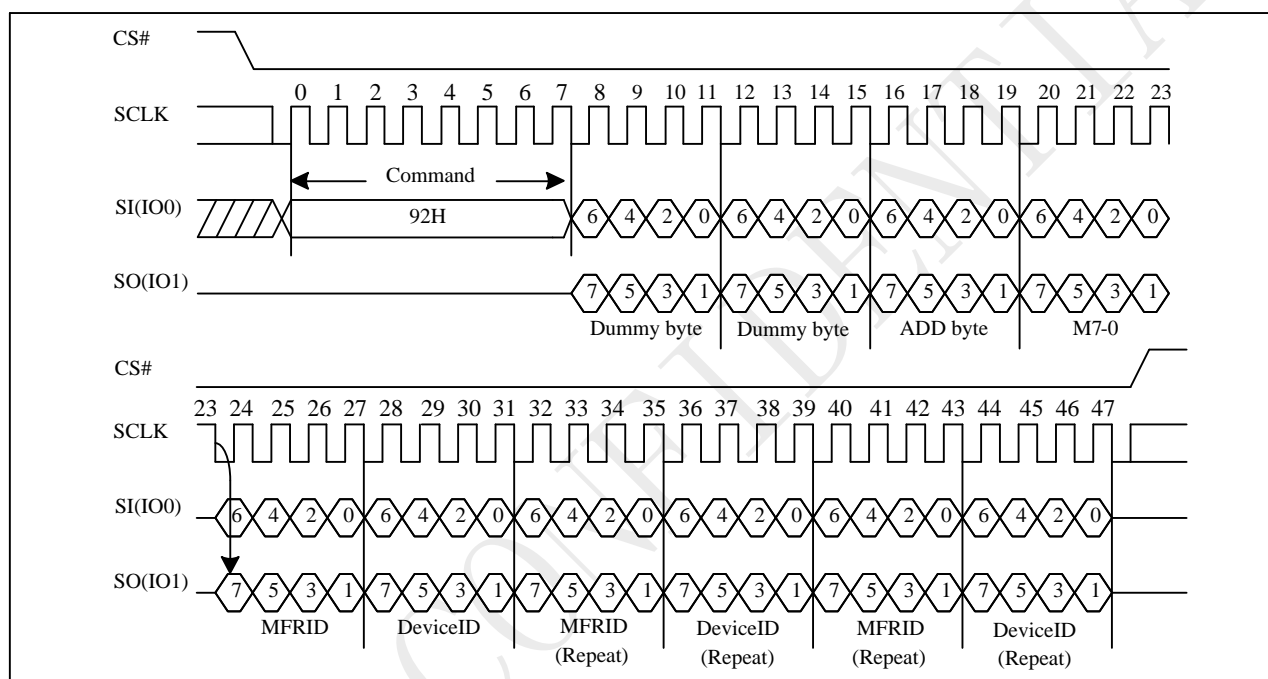 CS#
0 1 2 3 4 5 6 7 8 9 10 11 12 13 14 15 16 17 18 19 20 21 22 23
SCLK
Command
SI(IO0)
92H
6 4 2 0 6 4 2 0 6 4 2 0 6 4 2 0
SO(IO1)
7 5 3 1 7 5 3 1 7 5 3 1 7 5 3 1
Dummy byte Dummy byte ADD byte M7-0
CS#
23 24 25 26 27 28 29 30 31 32 33 34 35 36 37 38 39 40 41 42 43 44 45 46 47
SCLK
SI(IO0)
6 4 2 0 6 4 2 0 6 4 2 0 6 4 2 0 6 4 2 0 6 4 2 0
SO(IO1)
7 5 3 1 7 5 3 1 7 5 3 1 7 5 3 1 7 5 3 1 7 5 3 1
MFRID DeviceID MFRID DeviceID MFRID DeviceID
(Repeat) (Repeat) (Repeat) (Repeat)
CONFIDENTIA